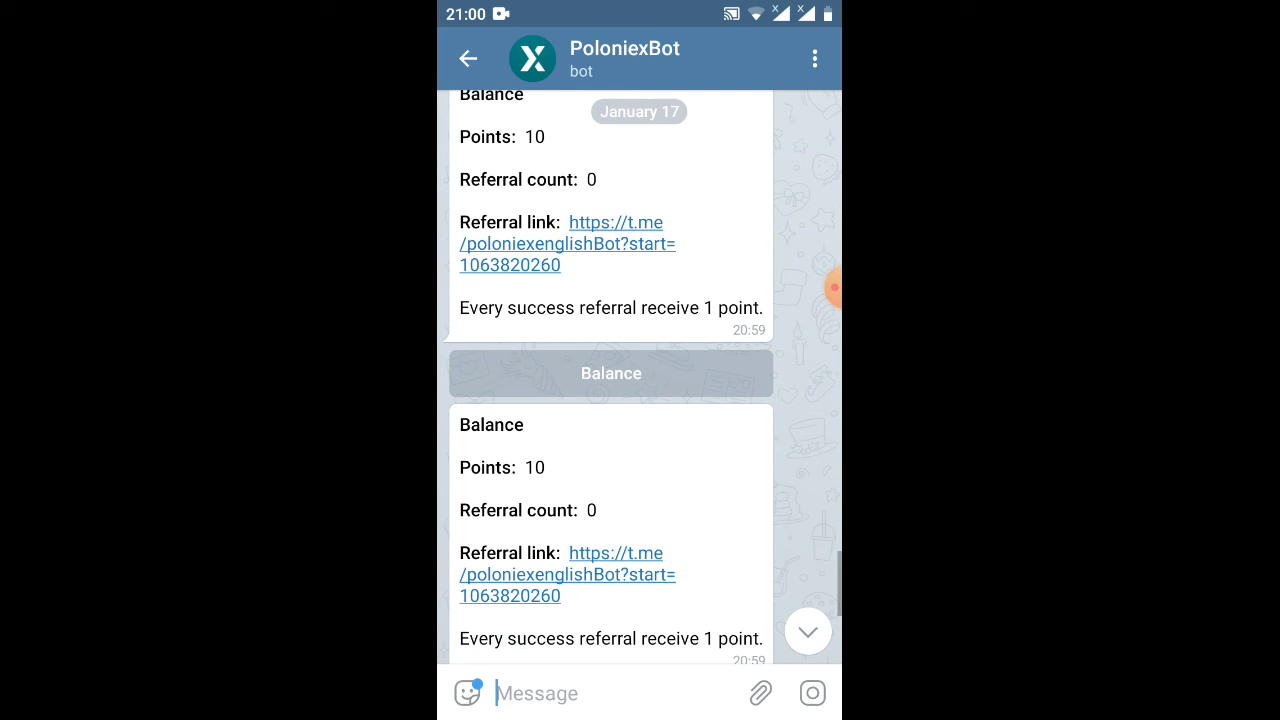 21:00
PoloniexBot
bot
Balance
January 17
Points: 10
Referral count: 0
Referral link: https://t.me
/poloniexenglishBot?start=
1063820260
Every success referral receive 1 point.
20:59
Balance
Balance
Points: 10
Referral count: 0
Referral link: https://t.me
/poloniexenglishBot?start=
1063820260
Every success referral receive 1 point.
20:59
Message